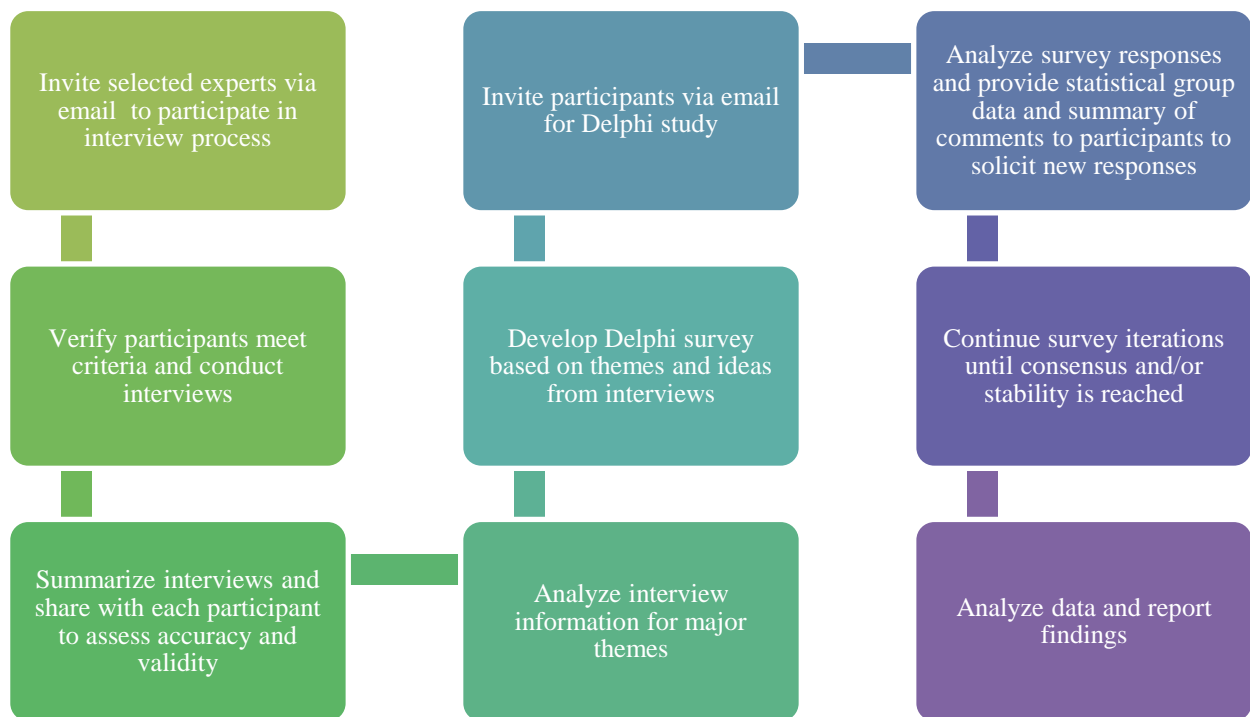 Invite selected experts via
email  to participate in
interview process
Verify participants meet
criteria and conduct
interviews
Summarize interviews and
share with each participant
to assess accuracy and
validity
Analyze interview
information for major
themes
Develop Delphi survey
based on themes and ideas
from interviews
Invite participants via email
for Delphi study
Analyze survey responses
and provide statistical group
data and summary of
comments to participants to
solicit new responses
Continue survey iterations
until consensus and/or
stability is reached
Analyze data and report
findings